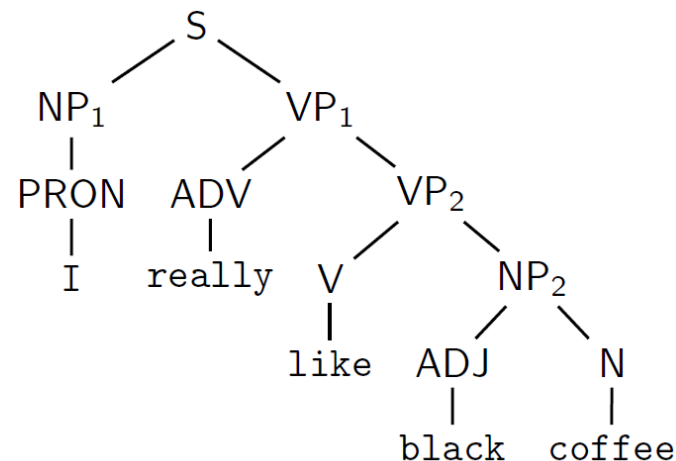 S
NP₁ VP₁
PRON ADV VP₂
I really V NP₂
like ADJ N
black coffee